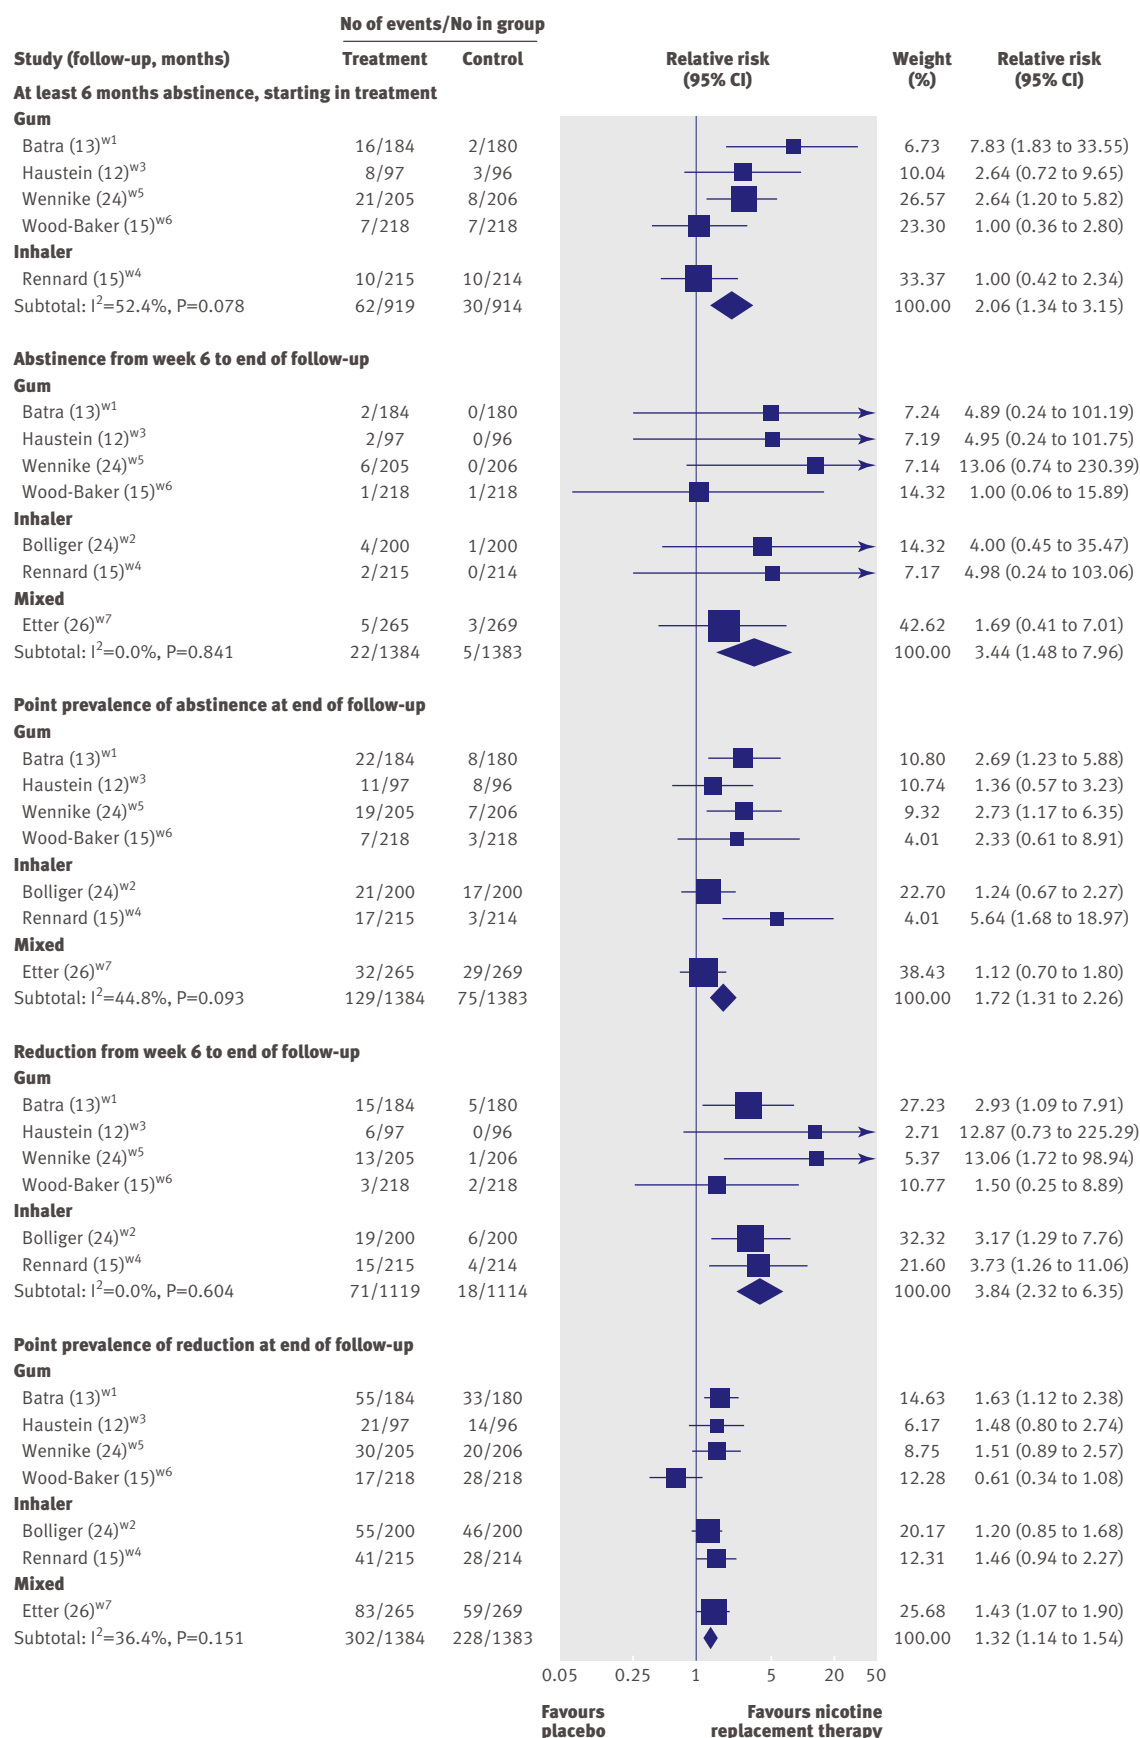 No of events/No in group
Study (follow-up, months) Treatment Control Relative risk (95% CI) Weight (%) Relative risk (95% CI)
At least 6 months abstinence, starting in treatment
Gum
Batra (13)w1 16/184 2/180 6.73 7.83 (1.83 to 33.55)
Haustein (12)w3 8/97 3/96 10.04 2.64 (0.72 to 9.65)
Wennike (24)w5 21/205 8/206 26.57 2.64 (1.20 to 5.82)
Wood-Baker (15)w6 7/218 7/218 23.30 1.00 (0.36 to 2.80)
Inhaler
Rennard (15)w4 10/215 10/214 33.37 1.00 (0.42 to 2.34)
Subtotal: I2=52.4%, P=0.078 62/919 30/914 100.00 2.06 (1.34 to 3.15)
Abstinence from week 6 to end of follow-up
Gum
Batra (13)w1 2/184 0/180 7.24 4.89 (0.24 to 101.19)
Haustein (12)w3 2/97 0/96 7.19 4.95 (0.24 to 101.75)
Wennike (24)w5 6/205 0/206 7.14 13.06 (0.74 to 230.39)
Wood-Baker (15)w6 1/218 1/218 14.32 1.00 (0.06 to 15.89)
Inhaler
Bolliger (24)w2 4/200 1/200 14.32 4.00 (0.45 to 35.47)
Rennard (15)w4 2/215 0/214 7.17 4.98 (0.24 to 103.06)
Mixed
Etter (26)w7 5/265 3/269 42.62 1.69 (0.41 to 7.01)
Subtotal: I2=0.0%, P=0.841 22/1384 5/1383 100.00 3.44 (1.48 to 7.96)
Point prevalence of abstinence at end of follow-up
Gum
Batra (13)w1 22/184 8/180 10.80 2.69 (1.23 to 5.88)
Haustein (12)w3 11/97 8/96 10.74 1.36 (0.57 to 3.23)
Wennike (24)w5 19/205 7/206 9.32 2.73 (1.17 to 6.35)
Wood-Baker (15)w6 7/218 3/218 4.01 2.33 (0.61 to 8.91)
Inhaler
Bolliger (24)w2 21/200 17/200 22.70 1.24 (0.67 to 2.27)
Rennard (15)w4 17/215 3/214 4.01 5.64 (1.68 to 18.97)
Mixed
Etter (26)w7 32/265 29/269 38.43 1.12 (0.70 to 1.80)
Subtotal: I2=44.8%, P=0.093 129/1384 75/1383 100.00 1.72 (1.31 to 2.26)
Reduction from week 6 to end of follow-up
Gum
Batra (13)w1 15/184 5/180 27.23 2.93 (1.09 to 7.91)
Haustein (12)w3 6/97 0/96 2.71 12.87 (0.73 to 225.29)
Wennike (24)w5 13/205 1/206 5.37 13.06 (1.72 to 98.94)
Wood-Baker (15)w6 3/218 2/218 10.77 1.50 (0.25 to 8.89)
Inhaler
Bolliger (24)w2 19/200 6/200 32.32 3.17 (1.29 to 7.76)
Rennard (15)w4 15/215 4/214 21.60 3.73 (1.26 to 11.06)
Subtotal: I2=0.0%, P=0.604 71/1119 18/1114 100.00 3.84 (2.32 to 6.35)
Point prevalence of reduction at end of follow-up
Gum
Batra (13)w1 55/184 33/180 14.63 1.63 (1.12 to 2.38)
Haustein (12)w3 21/97 14/96 6.17 1.48 (0.80 to 2.74)
Wennike (24)w5 30/205 20/206 8.75 1.51 (0.89 to 2.57)
Wood-Baker (15)w6 17/218 28/218 12.28 0.61 (0.34 to 1.08)
Inhaler
Bolliger (24)w2 55/200 46/200 20.17 1.20 (0.85 to 1.68)
Rennard (15)w4 41/215 28/214 12.31 1.46 (0.94 to 2.27)
Mixed
Etter (26)w7 83/265 59/269 25.68 1.43 (1.07 to 1.90)
Subtotal: I2=36.4%, P=0.151 302/1384 228/1383 100.00 1.32 (1.14 to 1.54)
0.05 0.25 1 5 20 50
Favours placebo Favours nicotine replacement therapy